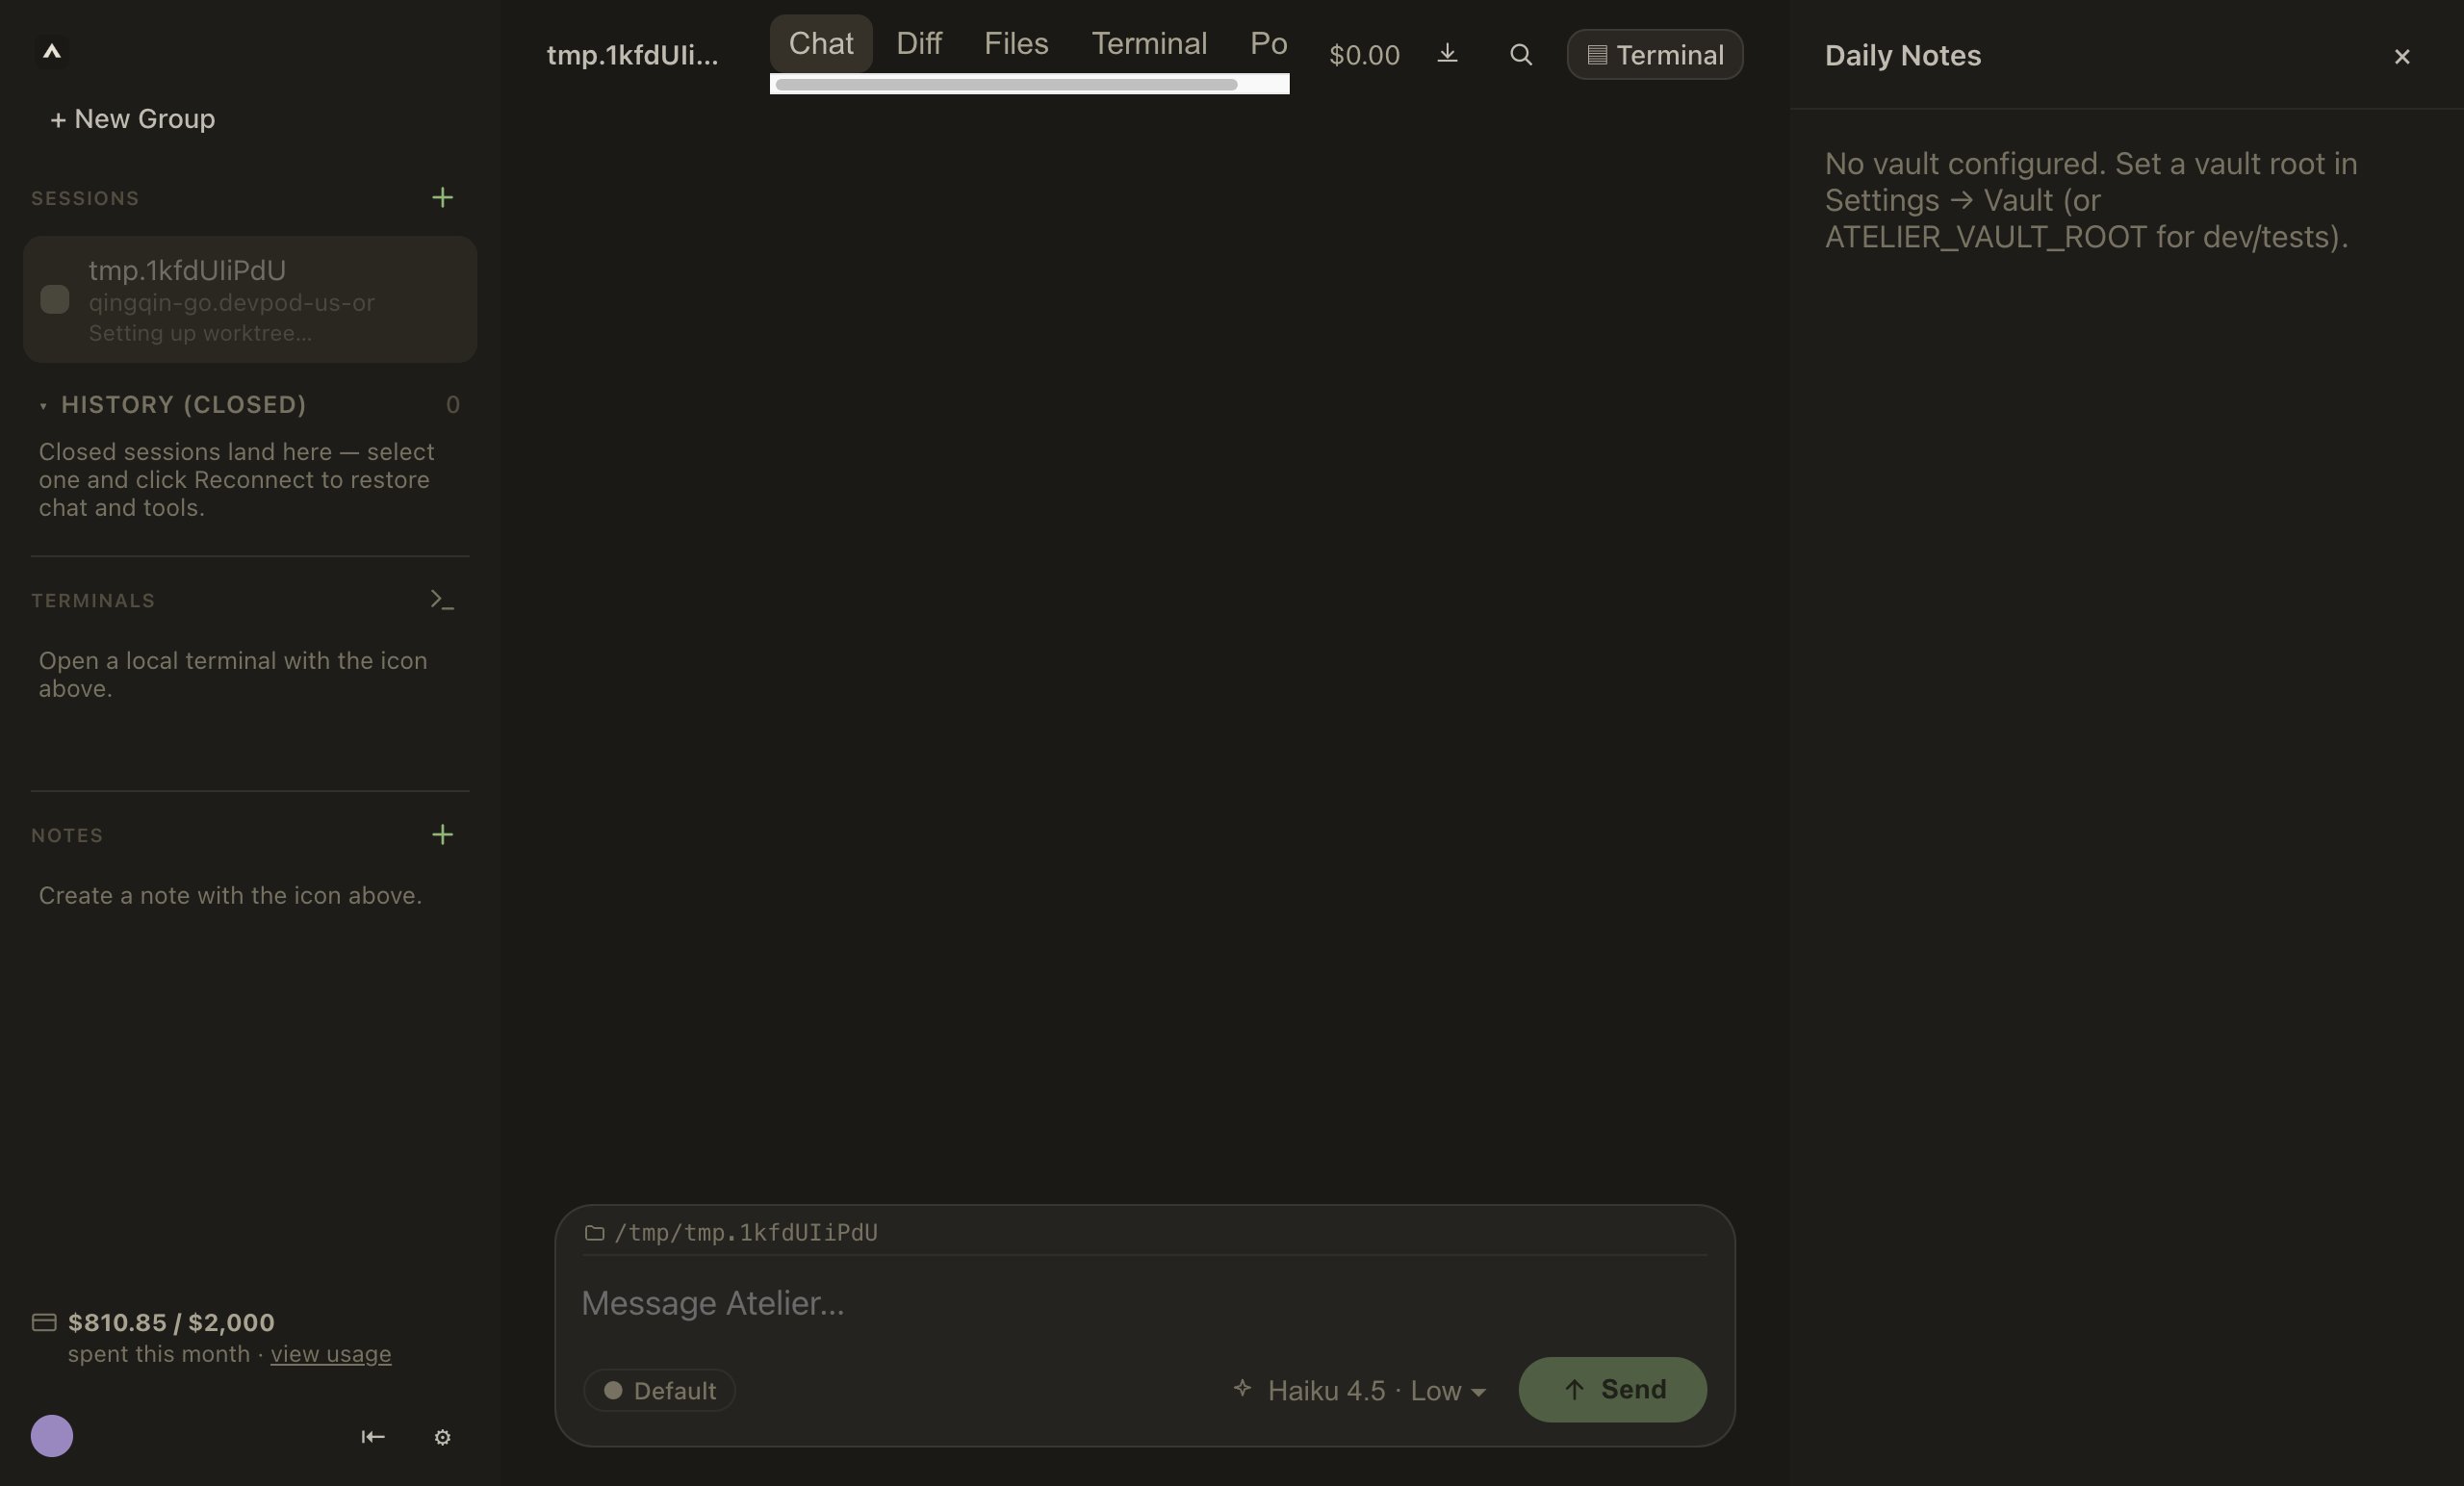 + New Group
SESSIONS
tmp.1kfdUIiPdU
qingqin-go.devpod-us-or
Setting up worktree…
HISTORY (CLOSED) 0
Closed sessions land here — select
one and click Reconnect to restore
chat and tools.
TERMINALS
Open a local terminal with the icon
above.
NOTES
Create a note with the icon above.
$810.85 / $2,000
spent this month · view usage
tmp.1kfdUIi… Chat Diff Files Terminal Po $0.00 Terminal
/tmp/tmp.1kfdUIiPdU
Message Atelier…
Default Haiku 4.5 · Low Send
Daily Notes
No vault configured. Set a vault root in
Settings → Vault (or
ATELIER_VAULT_ROOT for dev/tests).